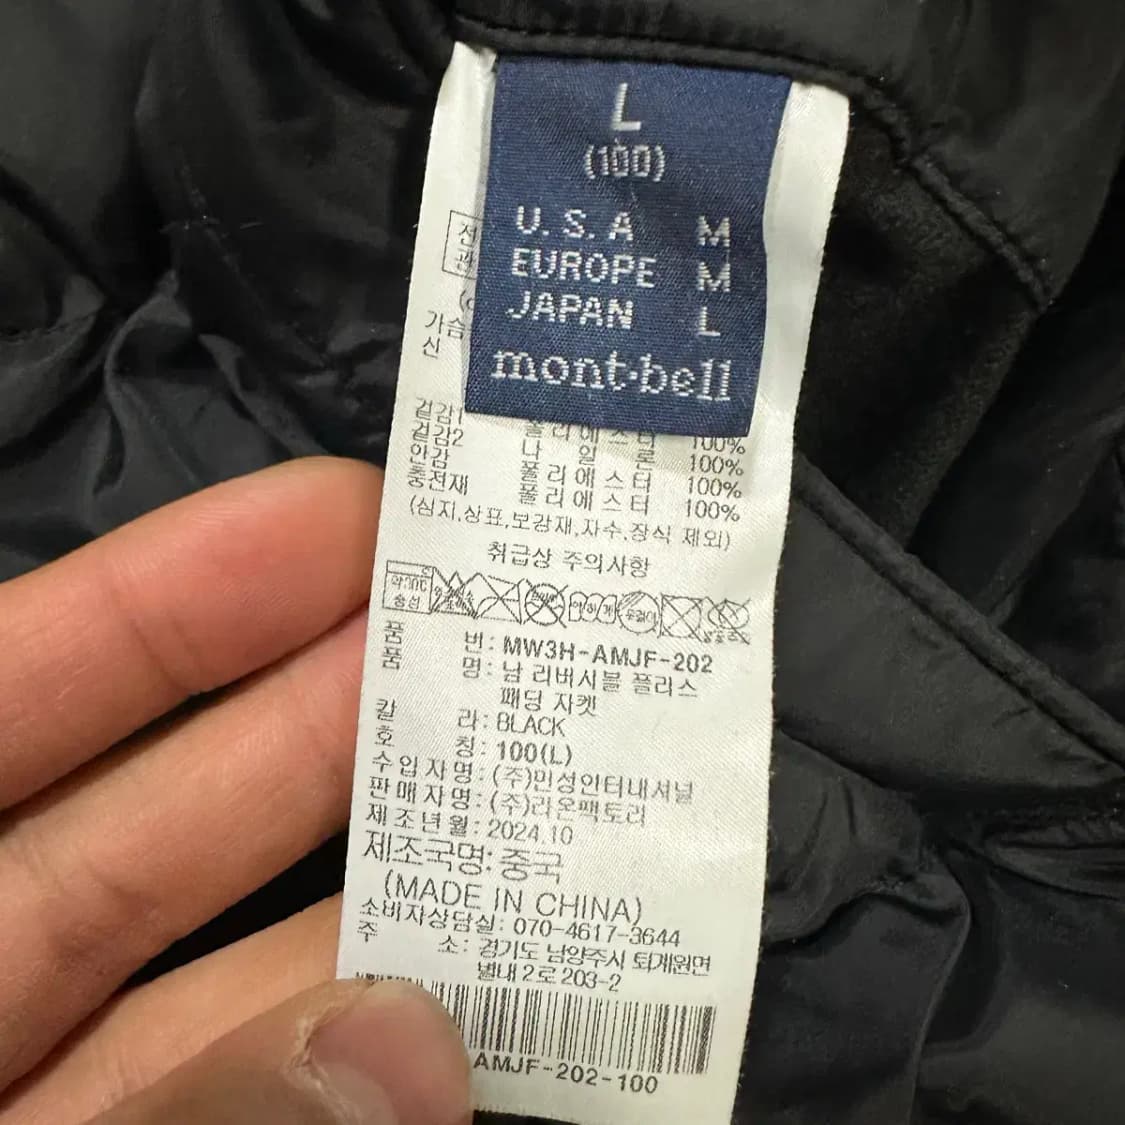 L
(100)
U.S.A M
EUROPE M
JAPAN L
mont·bell
가슴
신
겉감1 폴리에스터 100%
겉감2 나일론 100%
안감 폴리에스터 100%
충전재 폴리에스터 100%
(심지,상표,보강재,자수,장식 제외)
취급상 주의사항
품 번: MW3H-AMJF-202
품 명: 남 리버시블 플리스
패딩 자켓
칼 라: BLACK
호 칭: 100(L)
수입자명: (주)민성인터내셔널
판매자명: (주)라온팩토리
제조년월: 2024.10
제조국명: 중국
(MADE IN CHINA)
소비자상담실: 070-4617-3644
주 소: 경기도 남양주시 퇴계원면
별내2로 203-2
AMJF-202-100